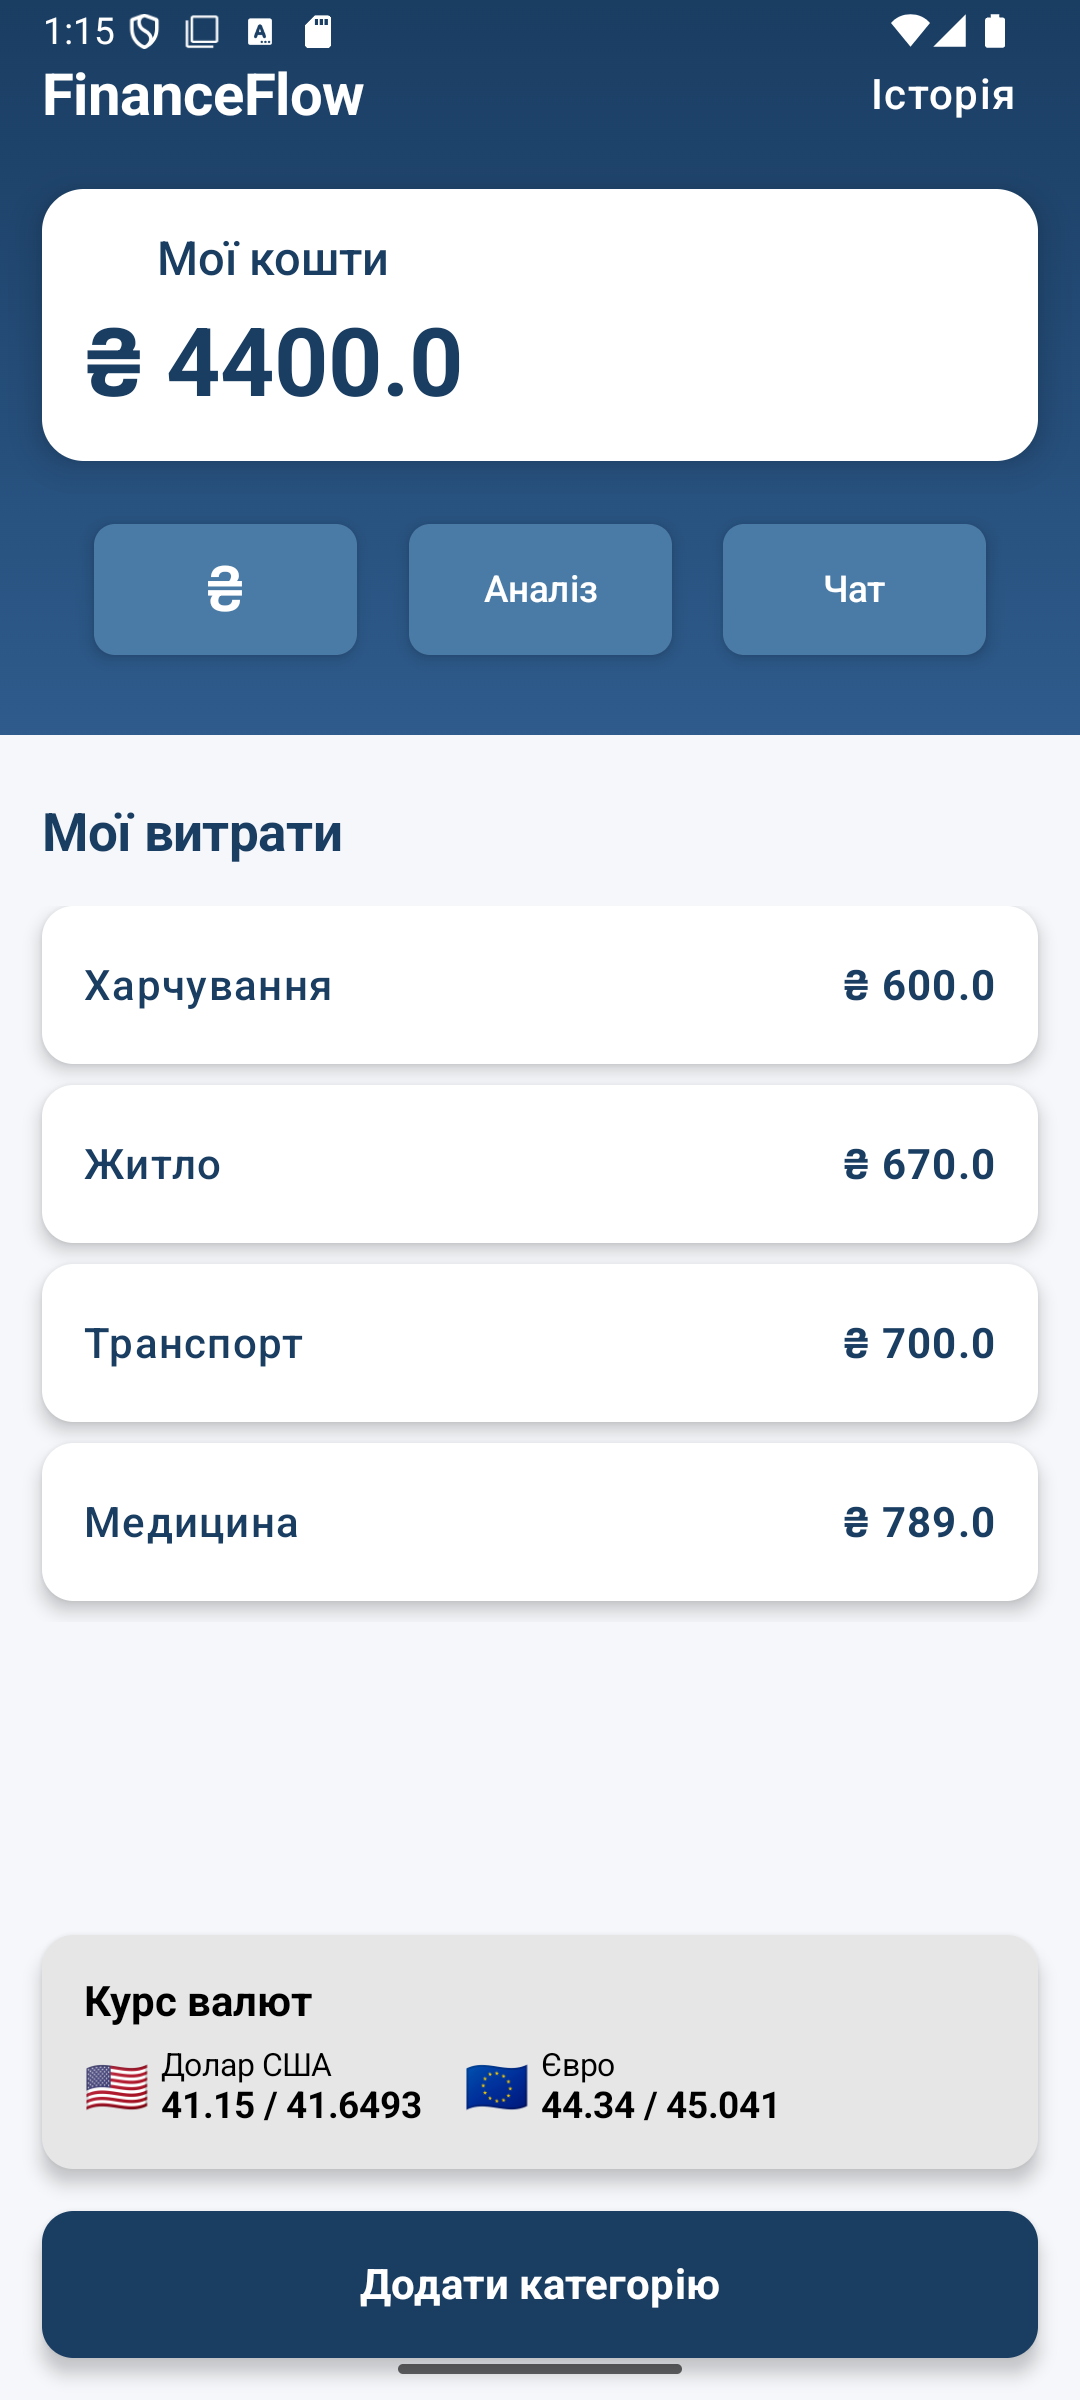 1:15
FinanceFlow
Історія
Мої кошти
₴ 4400.0
₴
Аналіз
Чат
Мої витрати
Харчування ₴ 600.0
Житло ₴ 670.0
Транспорт ₴ 700.0
Медицина ₴ 789.0
Курс валют
Долар США
41.15 / 41.6493
Євро
44.34 / 45.041
Додати категорію